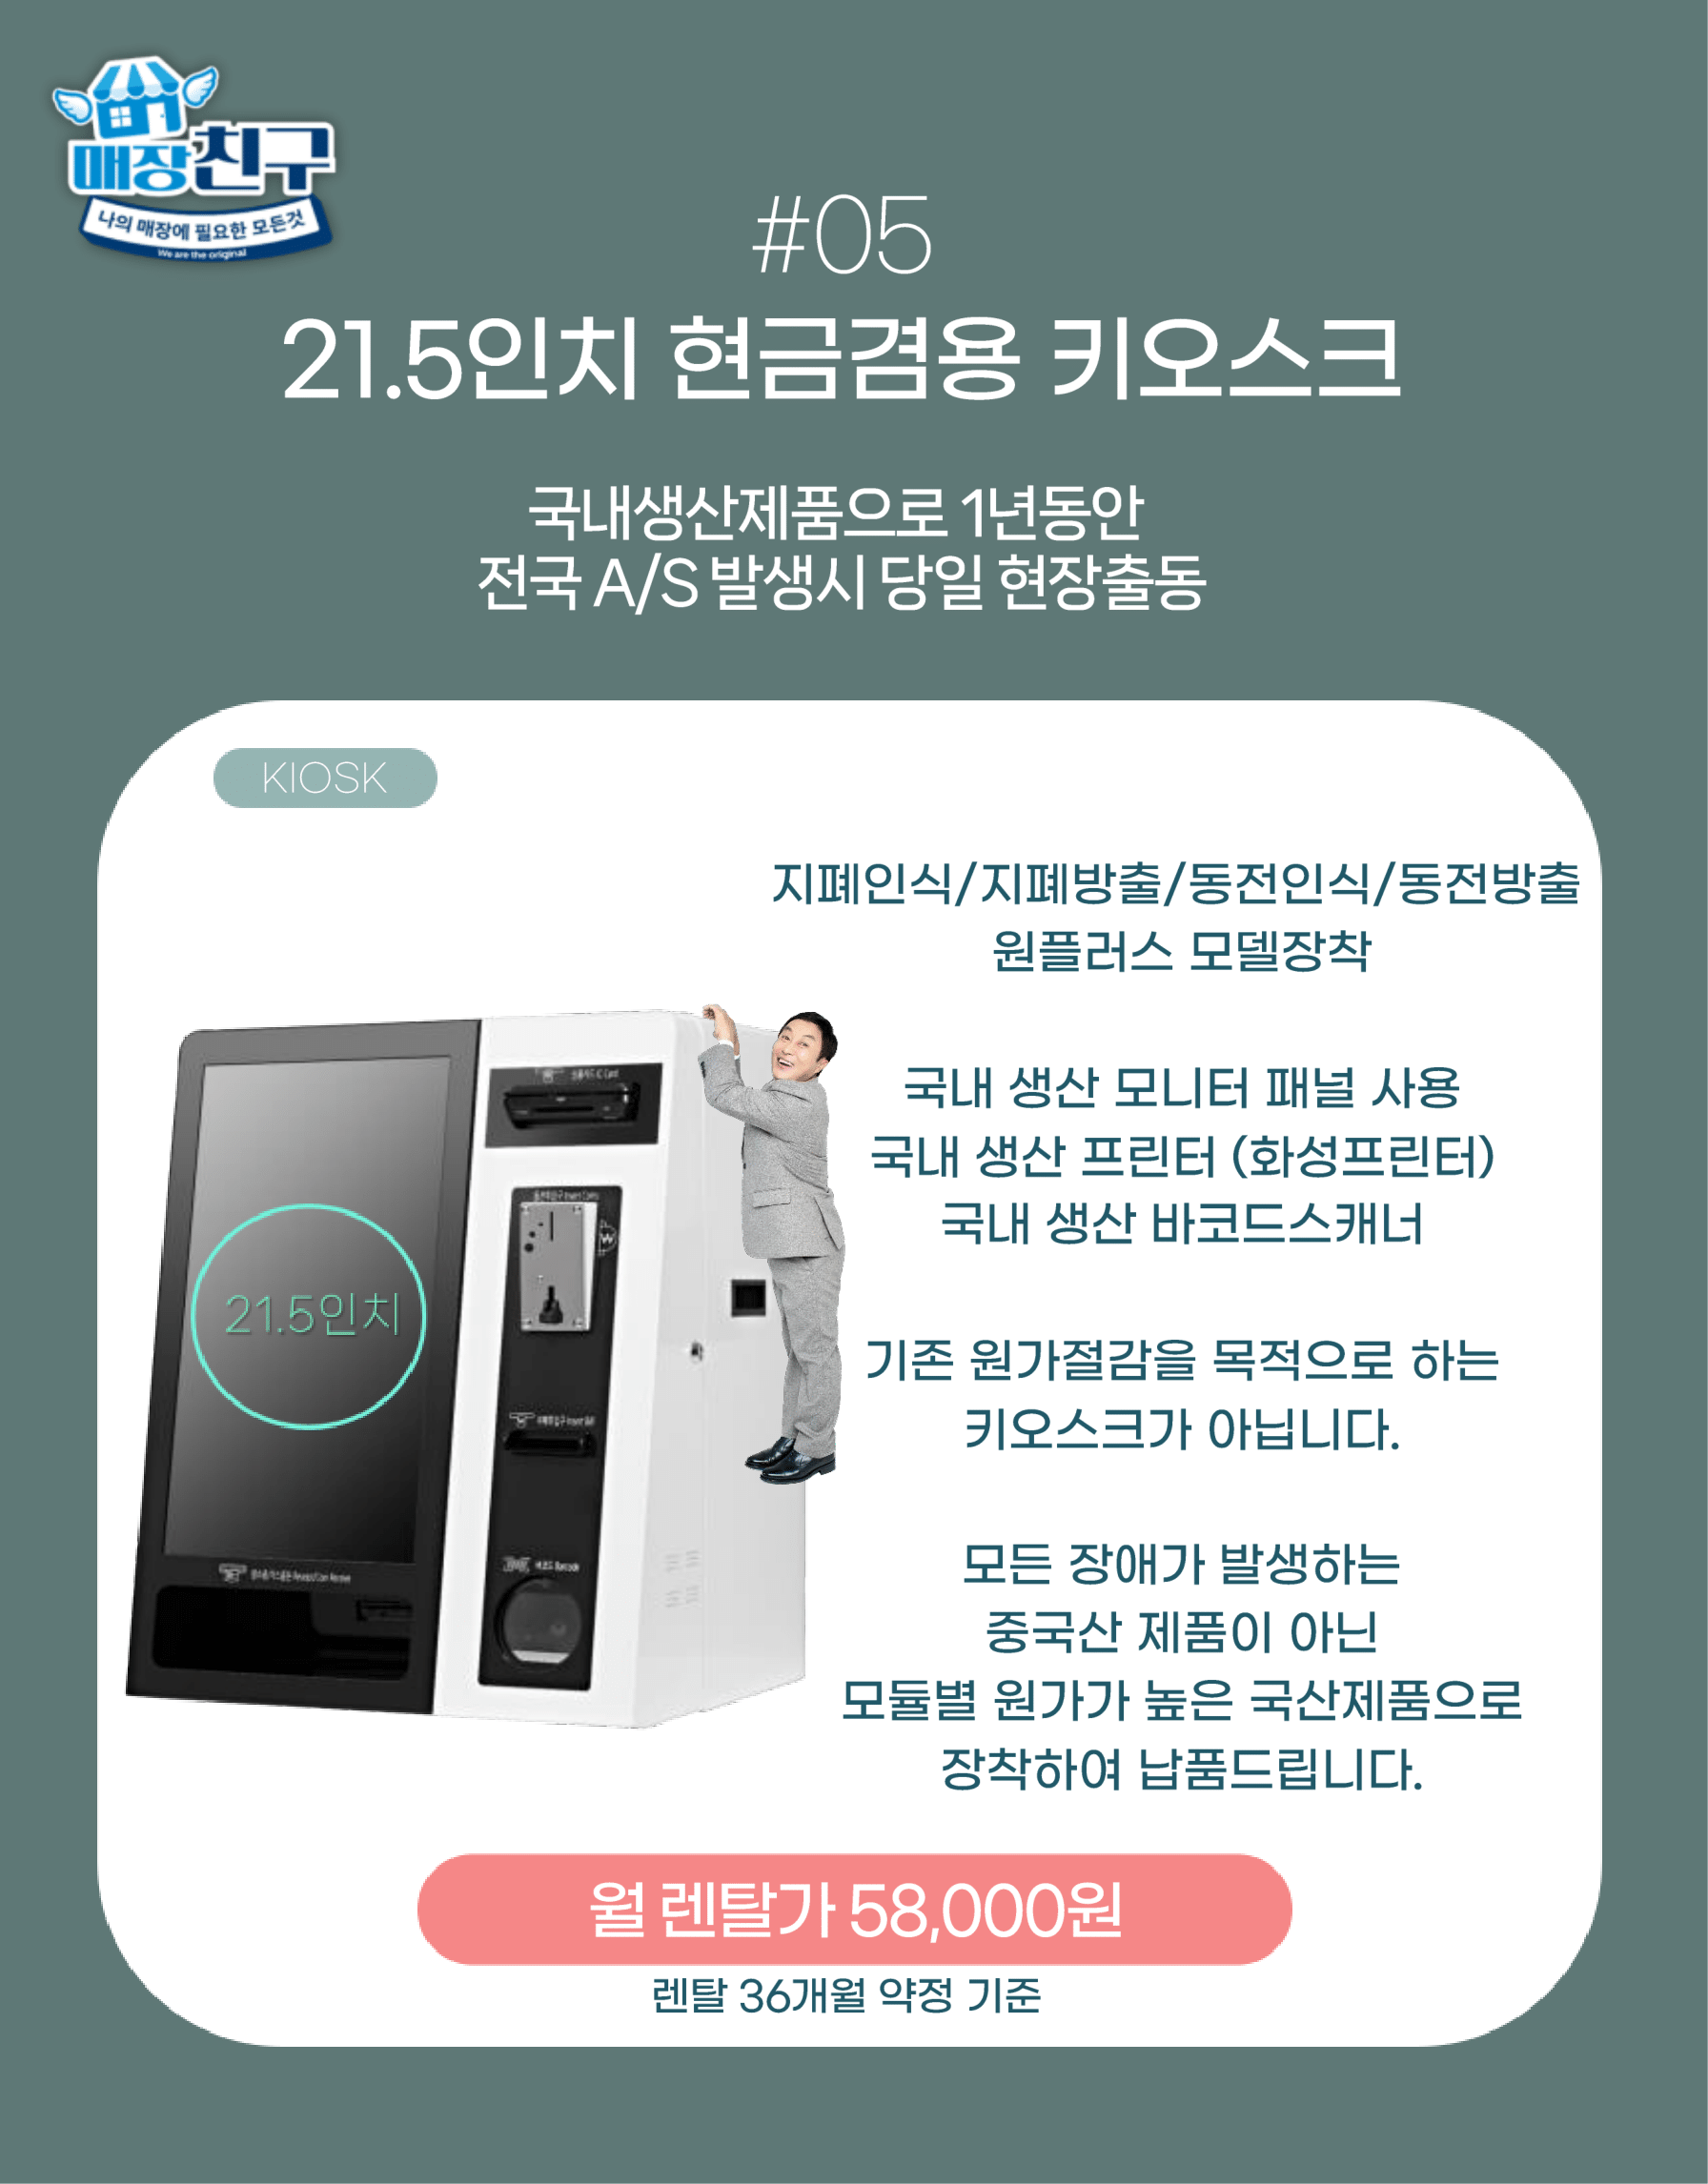 매장친구
나의 매장에 필요한 모든것
We are the original
#05
21.5인치 현금겸용 키오스크
국내생산제품으로 1년동안
전국 A/S 발생시 당일 현장출동
KIOSK
지폐인식/지폐방출/동전인식/동전방출
원플러스 모델장착
국내 생산 모니터 패널 사용
국내 생산 프린터 (화성프린터)
국내 생산 바코드스캐너
기존 원가절감을 목적으로 하는
키오스크가 아닙니다.
모든 장애가 발생하는
중국산 제품이 아닌
모듈별 원가가 높은 국산제품으로
장착하여 납품드립니다.
21.5인치
월 렌탈가 58,000원
렌탈 36개월 약정 기준